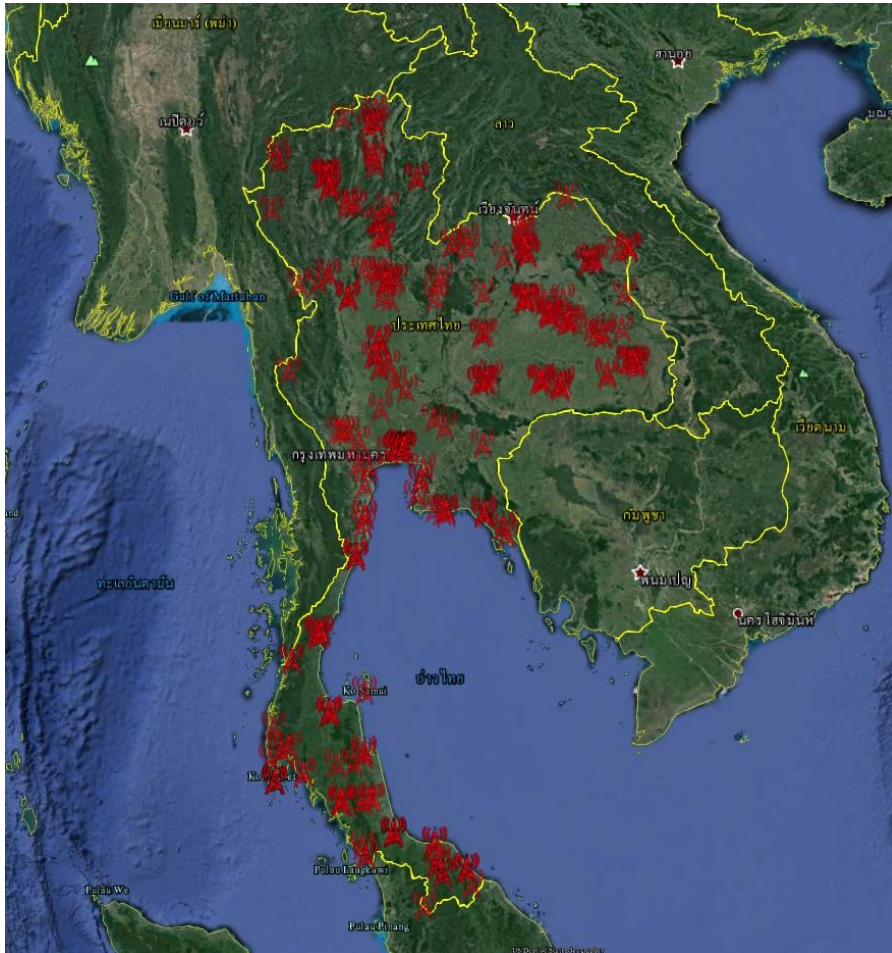 เมียนมาร์ (พม่า)
ฮานอย
เนปิดอว์
ลาว
เวียงจันทน์
Gulf of Martaban
ประเทศไทย
เวียดนาม
กรุงเทพมหานคร
กัมพูชา
ทะเลอันดามัน
พนมเปญ
นครโฮจิมินห์
อ่าวไทย
Ko Samui
Pulau Langkawi
Pulau We
Pulau Pinang